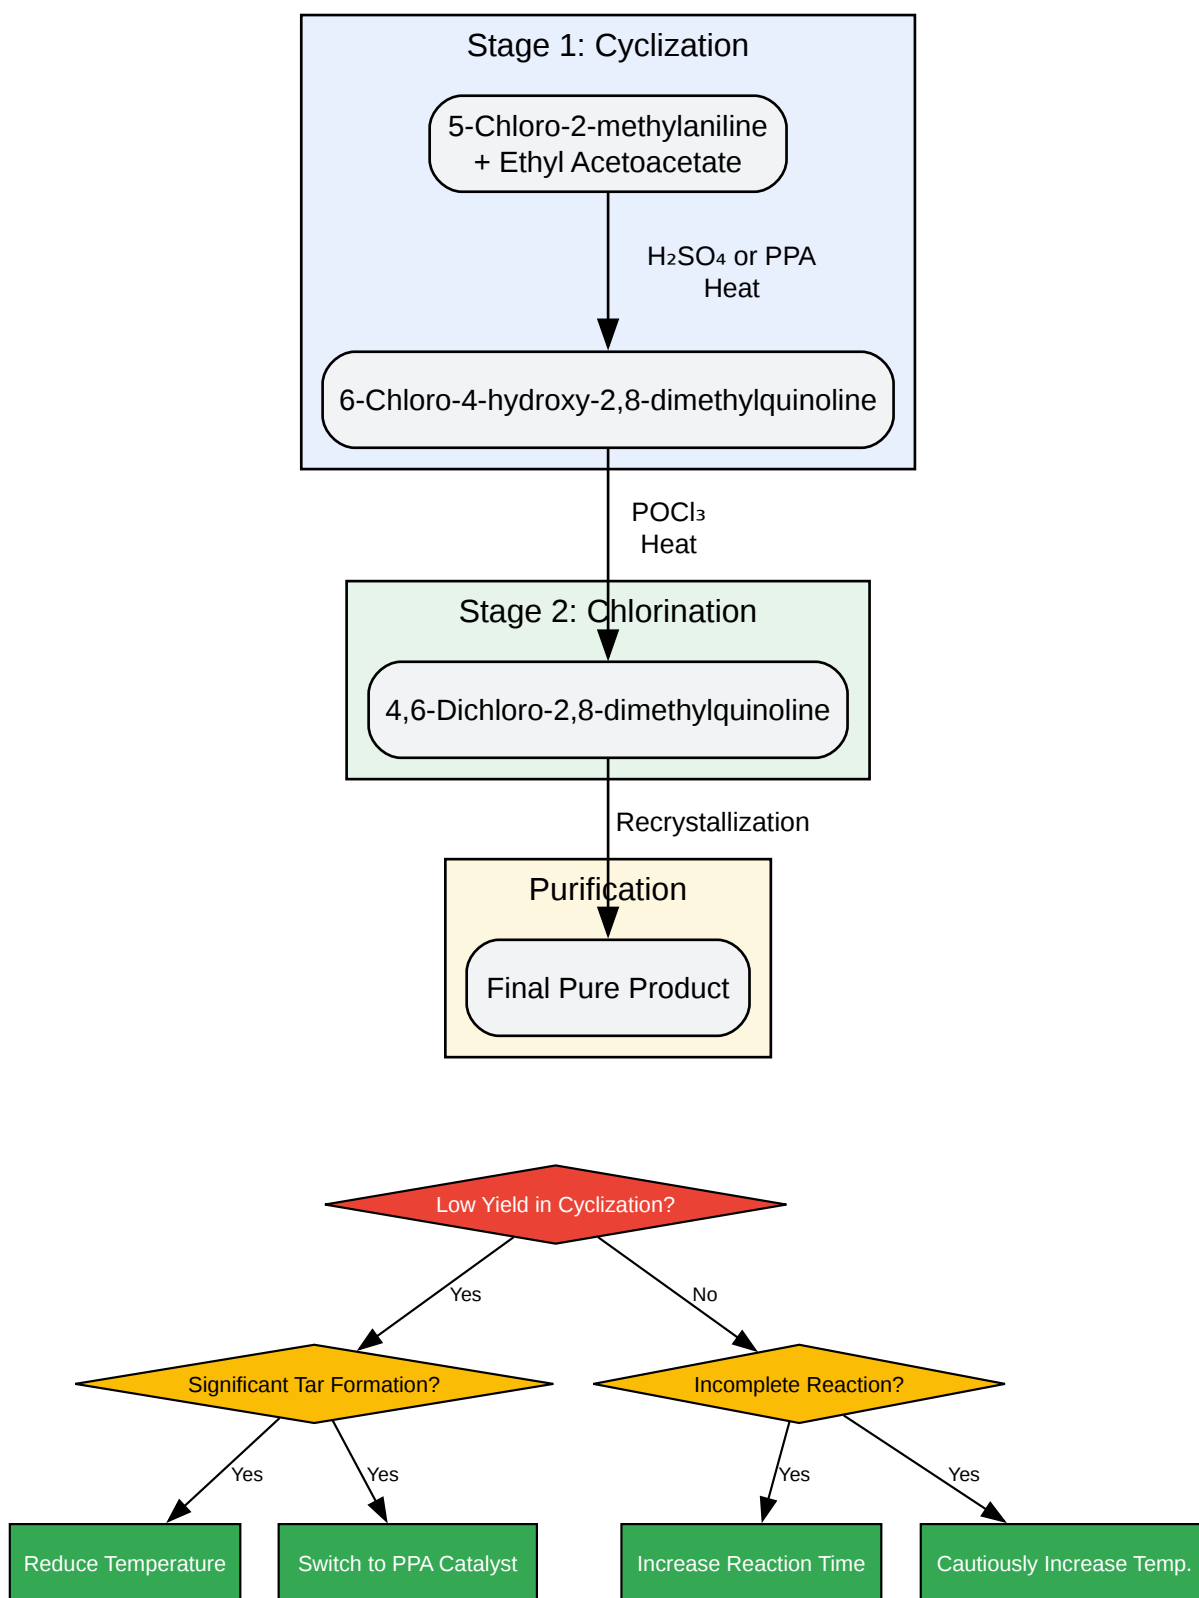 Stage 1: Cyclization
5-Chloro-2-methylaniline
+ Ethyl Acetoacetate
H₂SO₄ or PPA
Heat
6-Chloro-4-hydroxy-2,8-dimethylquinoline
POCl₃
Heat
Stage 2: Chlorination
4,6-Dichloro-2,8-dimethylquinoline
Recrystallization
Purification
Final Pure Product
Low Yield in Cyclization?
Yes
No
Significant Tar Formation?
Incomplete Reaction?
Yes
Yes
Yes
Yes
Reduce Temperature
Switch to PPA Catalyst
Increase Reaction Time
Cautiously Increase Temp.